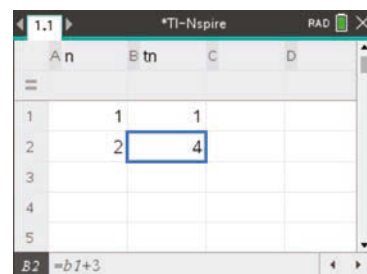 1.1 *TI-Nspire RAD
A n B tn C D
=
1 1 1
2 2 4
3
4
5
B2 =b1+3